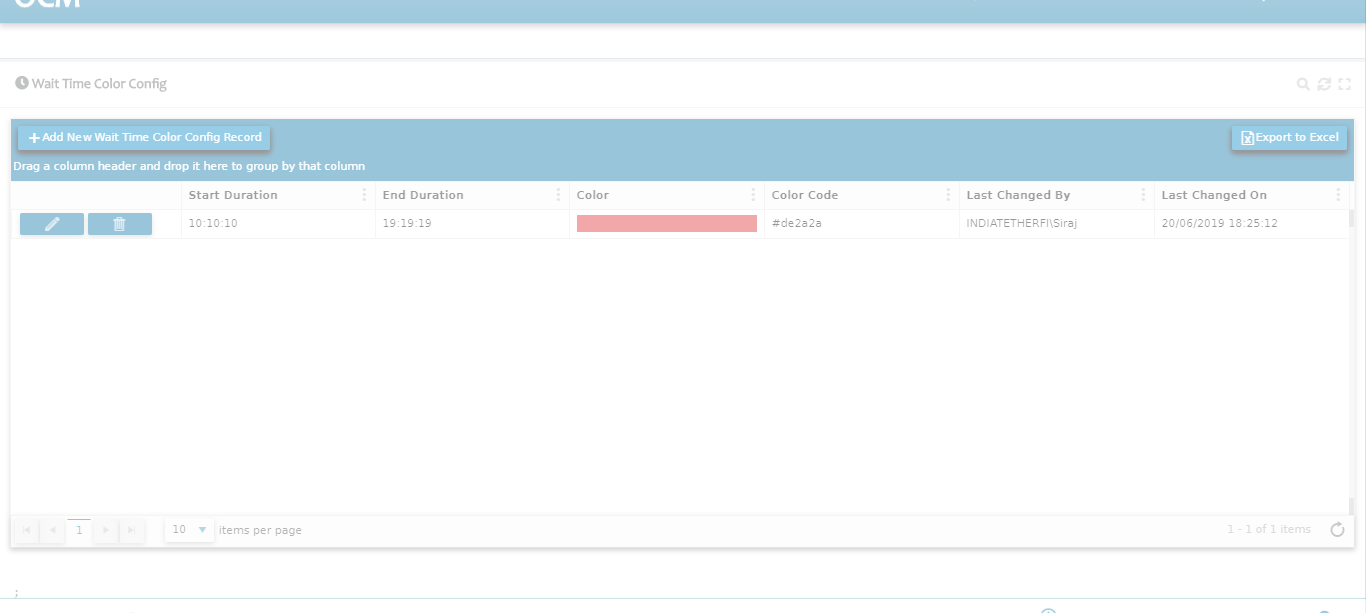 OCM
Wait Time Color Config
Add New Wait Time Color Config Record
Export to Excel
Drag a column header and drop it here to group by that column
Start Duration End Duration Color Color Code Last Changed By Last Changed On
10:10:10 19:19:19 #de2a2a INDIATETHERFI\Siraj 20/06/2019 18:25:12
1 10 items per page 1 - 1 of 1 items
;